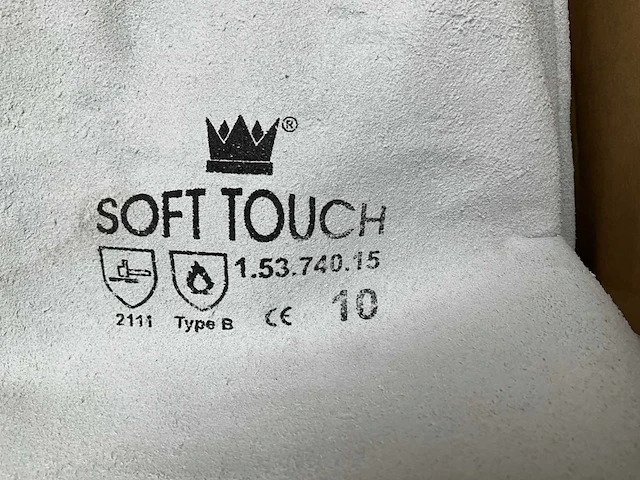 ®
SOFT TOUCH
1.53.740.15
2111 Type B CE 10